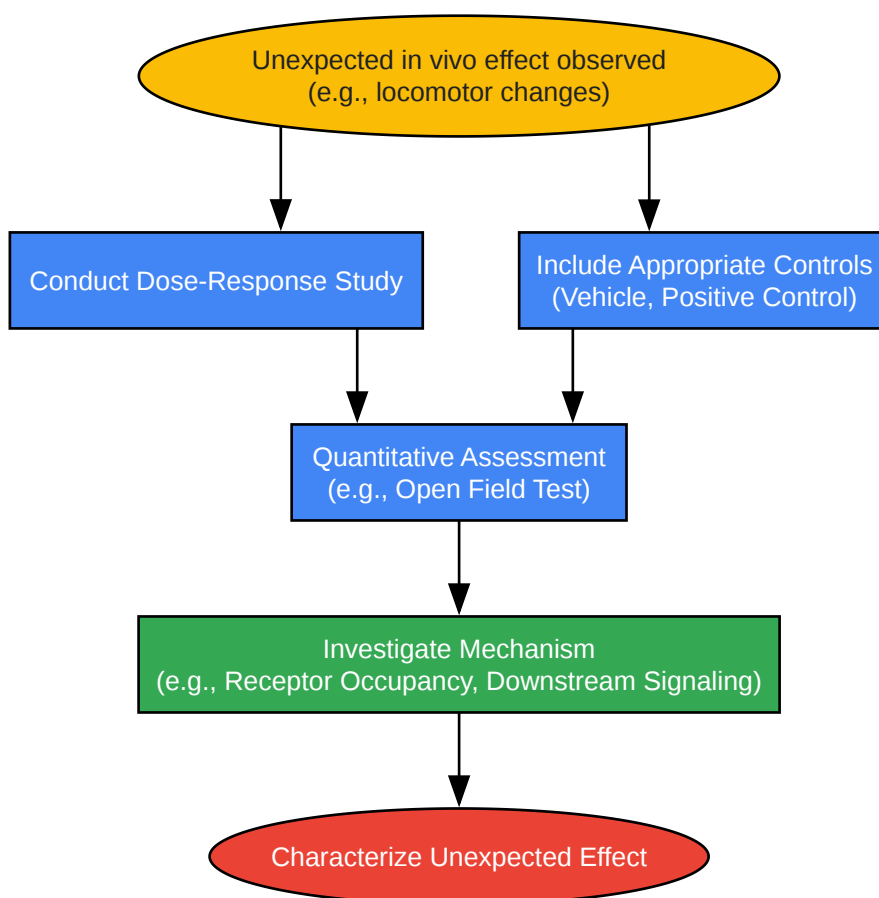 Unexpected in vivo effect observed
(e.g., locomotor changes)
Conduct Dose-Response Study
Include Appropriate Controls
(Vehicle, Positive Control)
Quantitative Assessment
(e.g., Open Field Test)
Investigate Mechanism
(e.g., Receptor Occupancy, Downstream Signaling)
Characterize Unexpected Effect